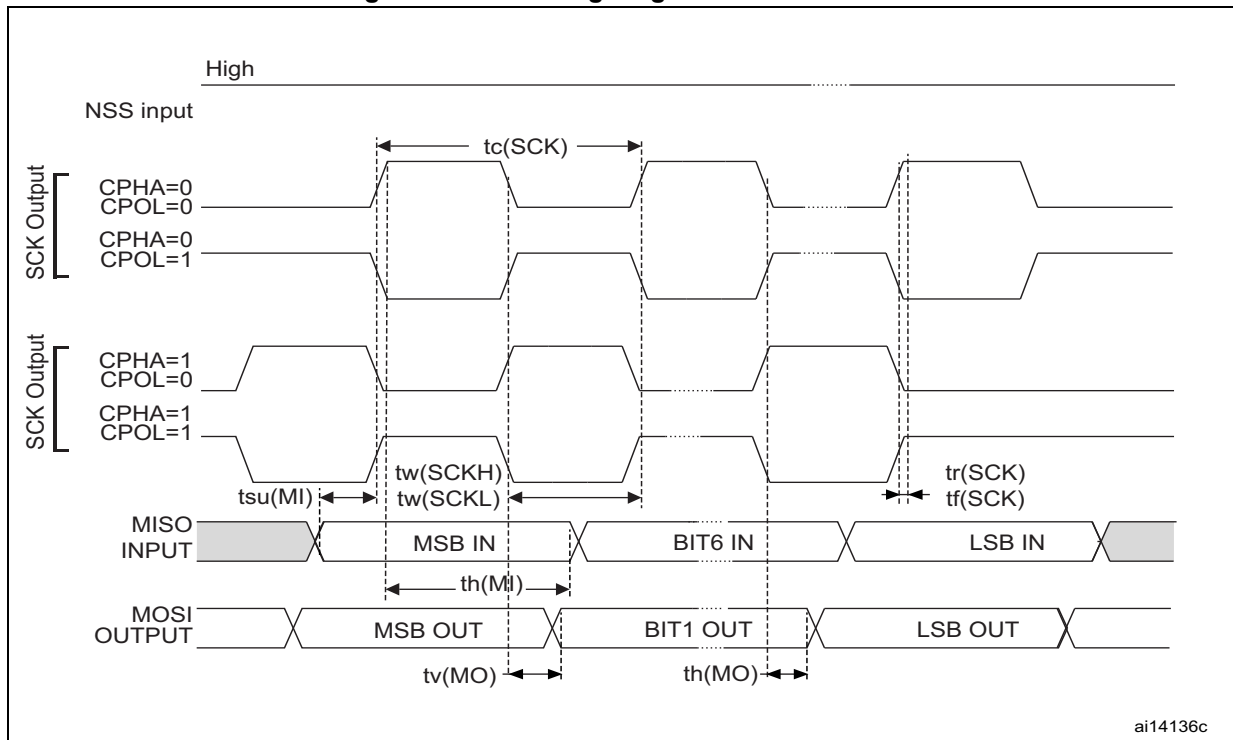 High
NSS input
tc(SCK)
SCK Output
CPHA=0
CPOL=0
CPHA=0
CPOL=1
SCK Output
CPHA=1
CPOL=0
CPHA=1
CPOL=1
tw(SCKH)
tw(SCKL)
tr(SCK)
tf(SCK)
tsu(MI)
MISO
INPUT
MSB IN
BIT6 IN
LSB IN
th(MI)
MOSI
OUTPUT
MSB OUT
BIT1 OUT
LSB OUT
tv(MO)
th(MO)
ai14136c